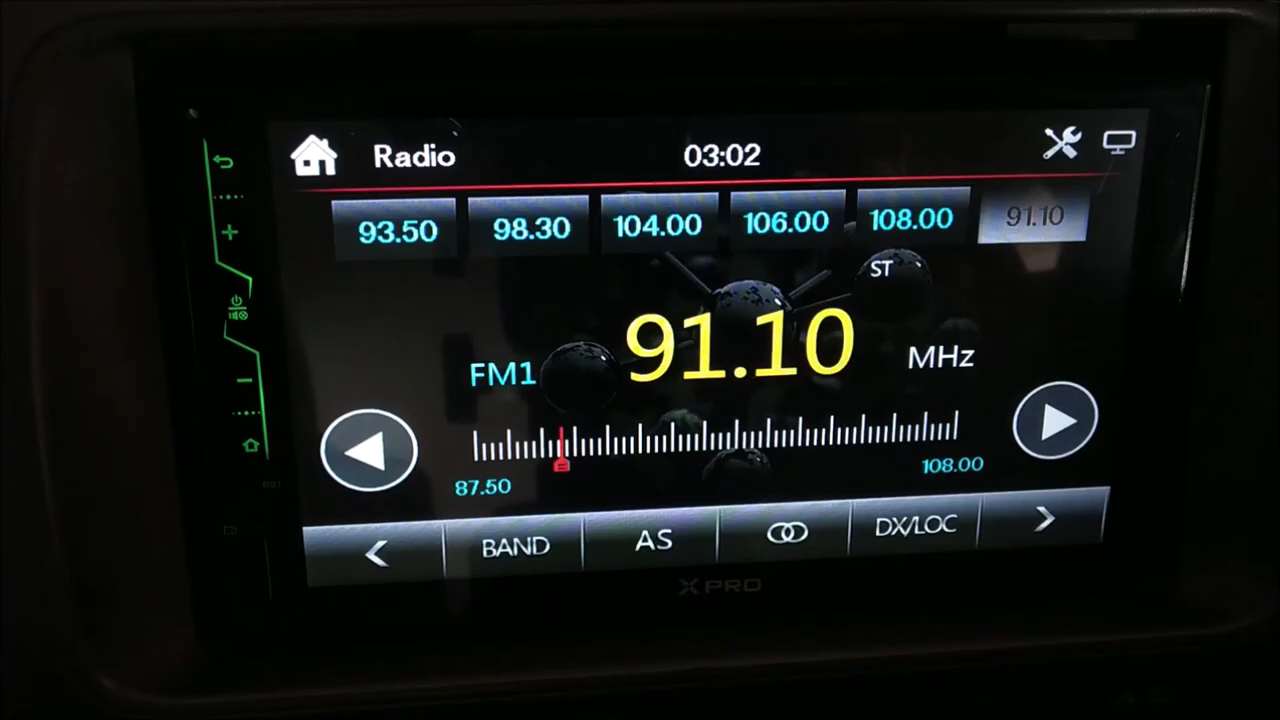 Radio 03:02
93.50 98.30 104.00 106.00 108.00 91.10
ST
FM1 91.10 MHz
87.50 108.00
BAND AS DX/LOC
XPRO
RST